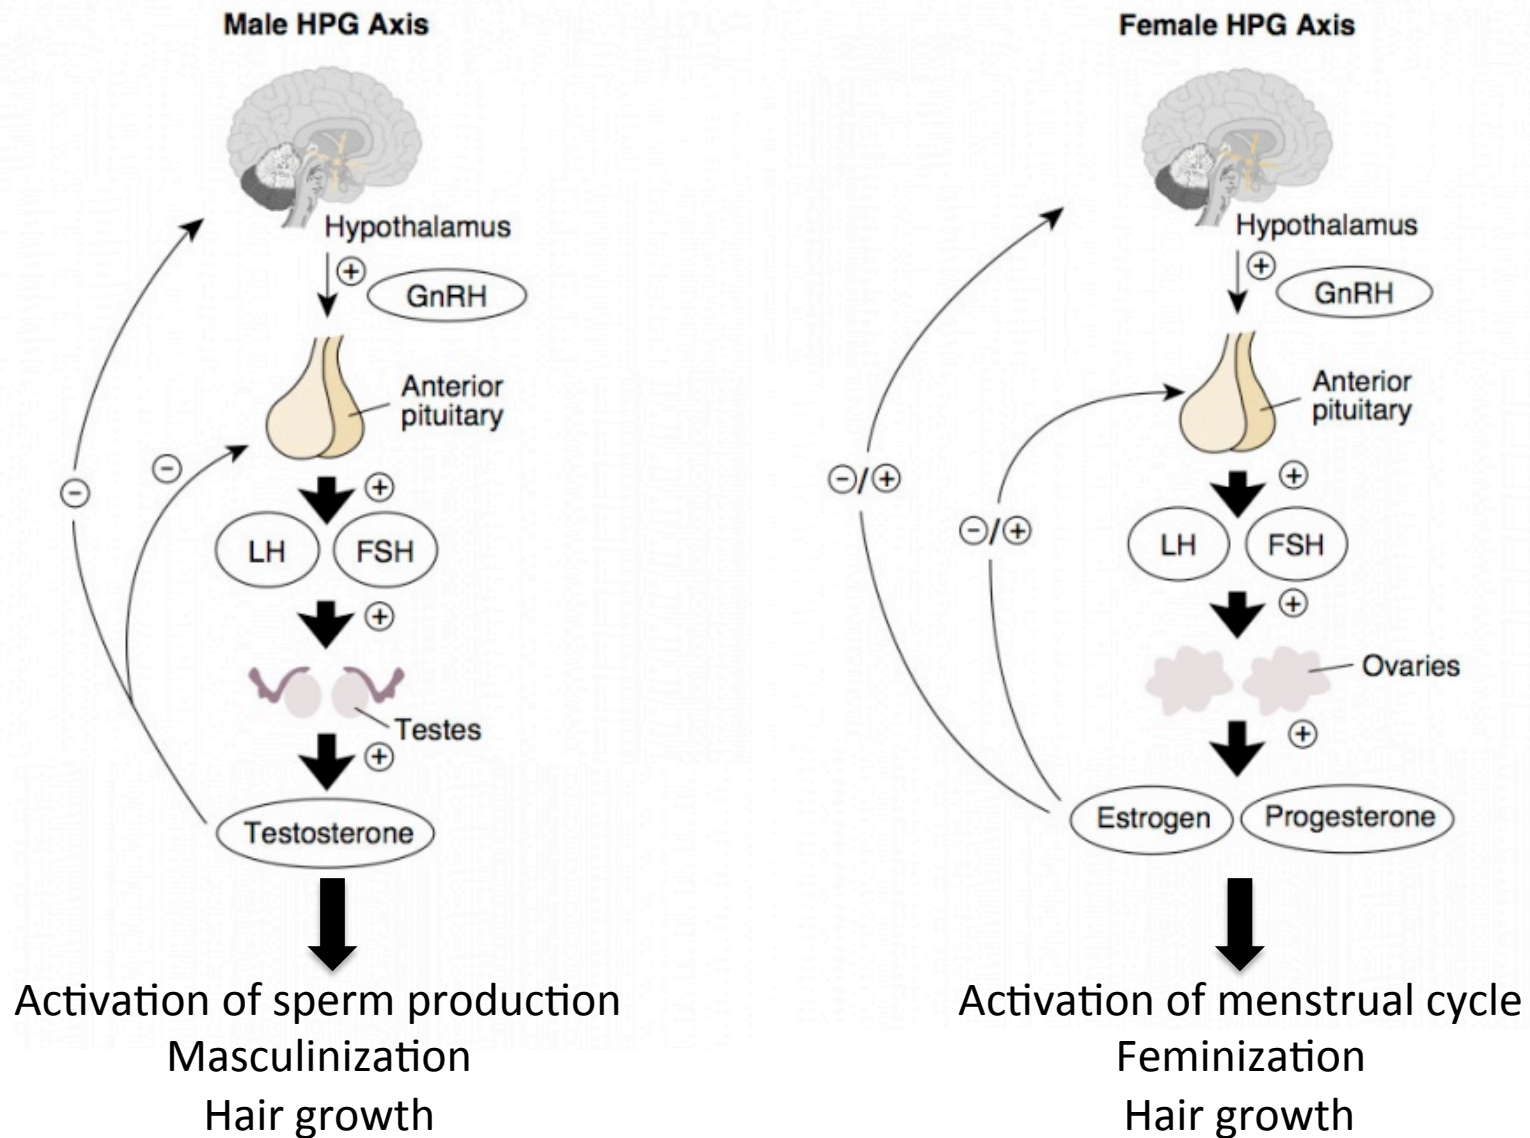 Male HPG Axis
Hypothalamus
+
GnRH
Anterior
pituitary
−
−
+
LH
FSH
+
Testes
+
Testosterone
Activation of sperm production
Masculinization
Hair growth
Female HPG Axis
Hypothalamus
+
GnRH
Anterior
pituitary
−/+
−/+
+
LH
FSH
+
Ovaries
+
Estrogen
Progesterone
Activation of menstrual cycle
Feminization
Hair growth